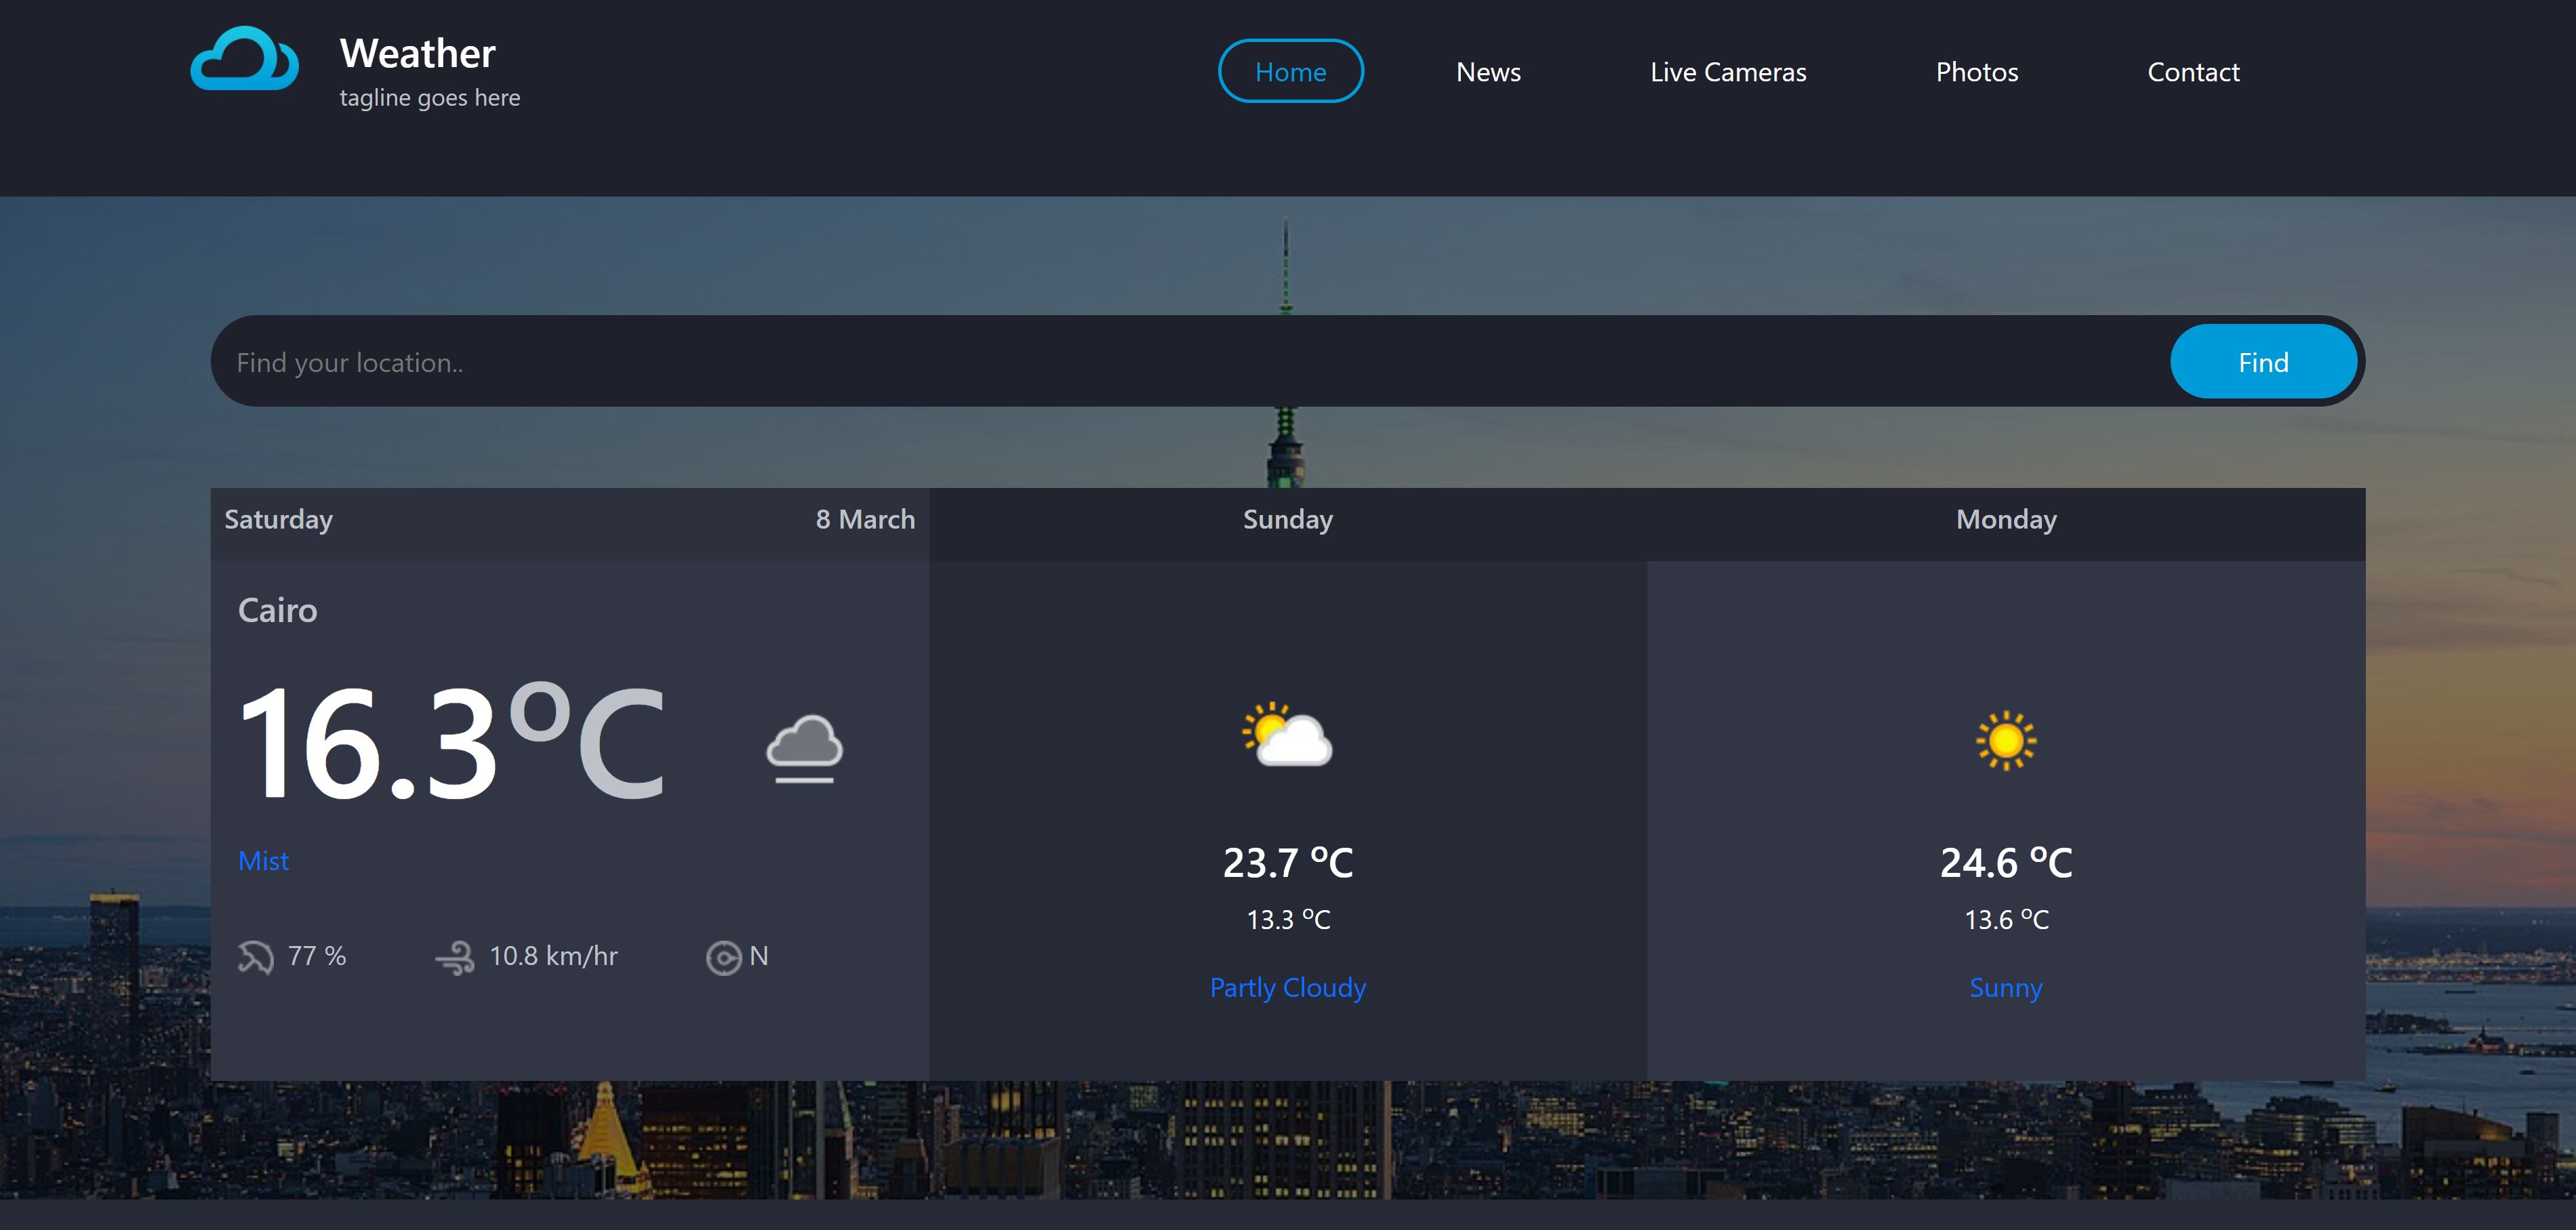 Weather
tagline goes here
Home
News
Live Cameras
Photos
Contact
Find your location..
Find
Saturday
8 March
Cairo
16.3°C
Mist
77 %
10.8 km/hr
N
Sunday
23.7 °C
13.3 °C
Partly Cloudy
Monday
24.6 °C
13.6 °C
Sunny